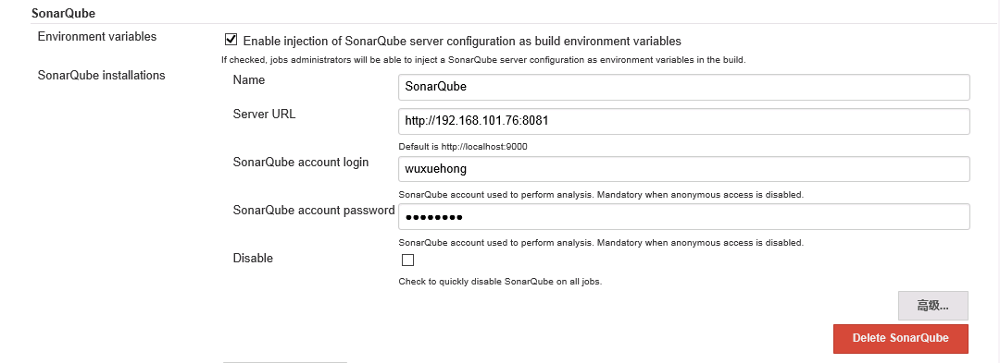 SonarQube
Environment variables
Enable injection of SonarQube server configuration as build environment variables
If checked, jobs administrators will be able to inject a SonarQube server configuration as environment variables in the build.
SonarQube installations
Name
SonarQube
Server URL
http://192.168.101.76:8081
Default is http://localhost:9000
SonarQube account login
wuxuehong
SonarQube account used to perform analysis. Mandatory when anonymous access is disabled.
SonarQube account password
••••••••
SonarQube account used to perform analysis. Mandatory when anonymous access is disabled.
Disable
Check to quickly disable SonarQube on all jobs.
高级...
Delete SonarQube